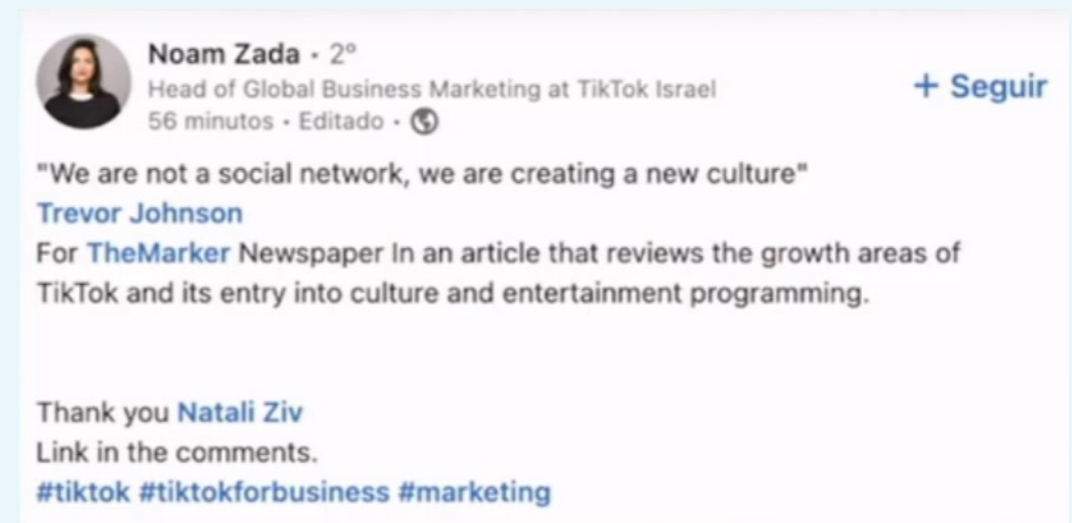 Noam Zada · 2º
Head of Global Business Marketing at TikTok Israel
+ Seguir
56 minutos · Editado ·
"We are not a social network, we are creating a new culture"
Trevor Johnson
For TheMarker Newspaper In an article that reviews the growth areas of
TikTok and its entry into culture and entertainment programming.
Thank you Natali Ziv
Link in the comments.
#tiktok #tiktokforbusiness #marketing